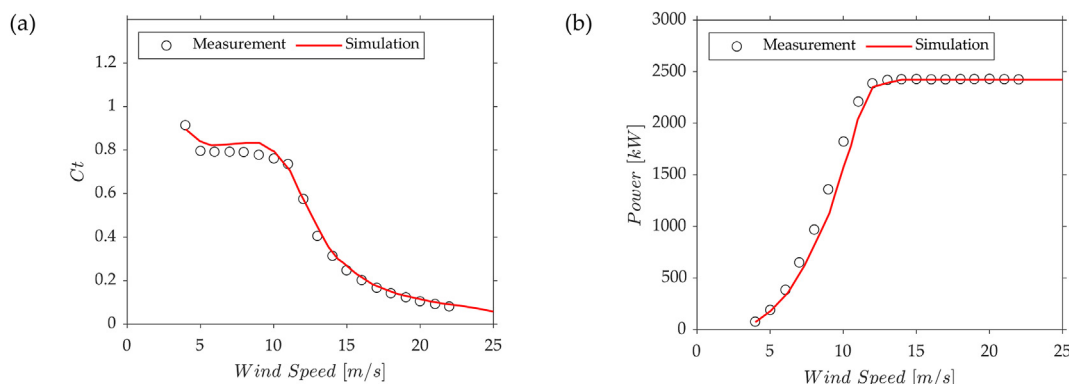 (a)
Measurement
Simulation
1.2
1
0.8
0.6
0.4
0.2
0
Ct
0
5
10
15
20
25
Wind Speed [m/s]
(b)
Measurement
Simulation
3000
2500
2000
1500
1000
500
0
Power [kW]
0
5
10
15
20
25
Wind Speed [m/s]